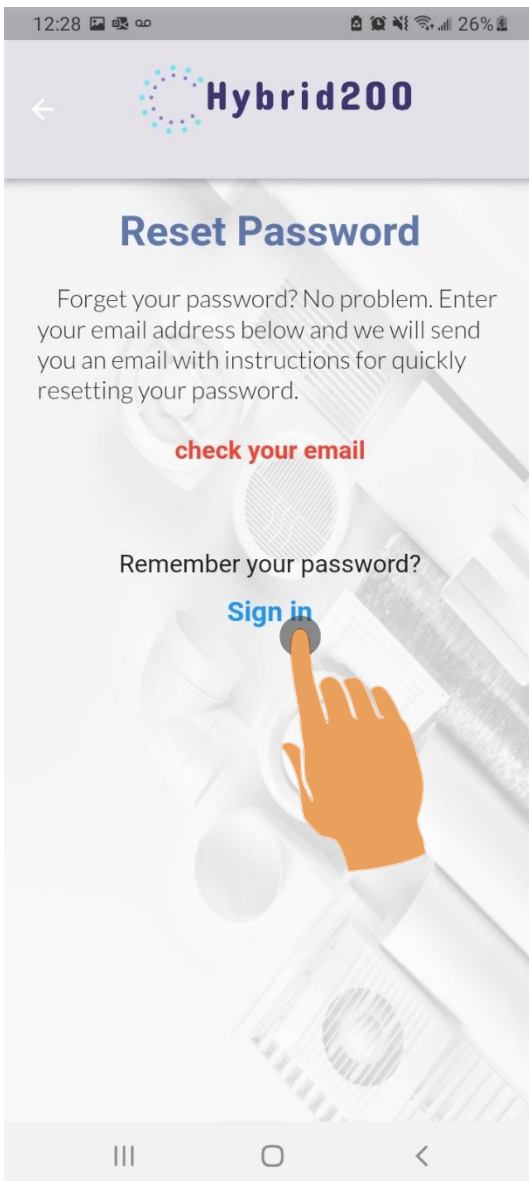 12:28 26%
Hybrid200
Reset Password
Forget your password? No problem. Enter
your email address below and we will send
you an email with instructions for quickly
resetting your password.
check your email
Remember your password?
Sign in